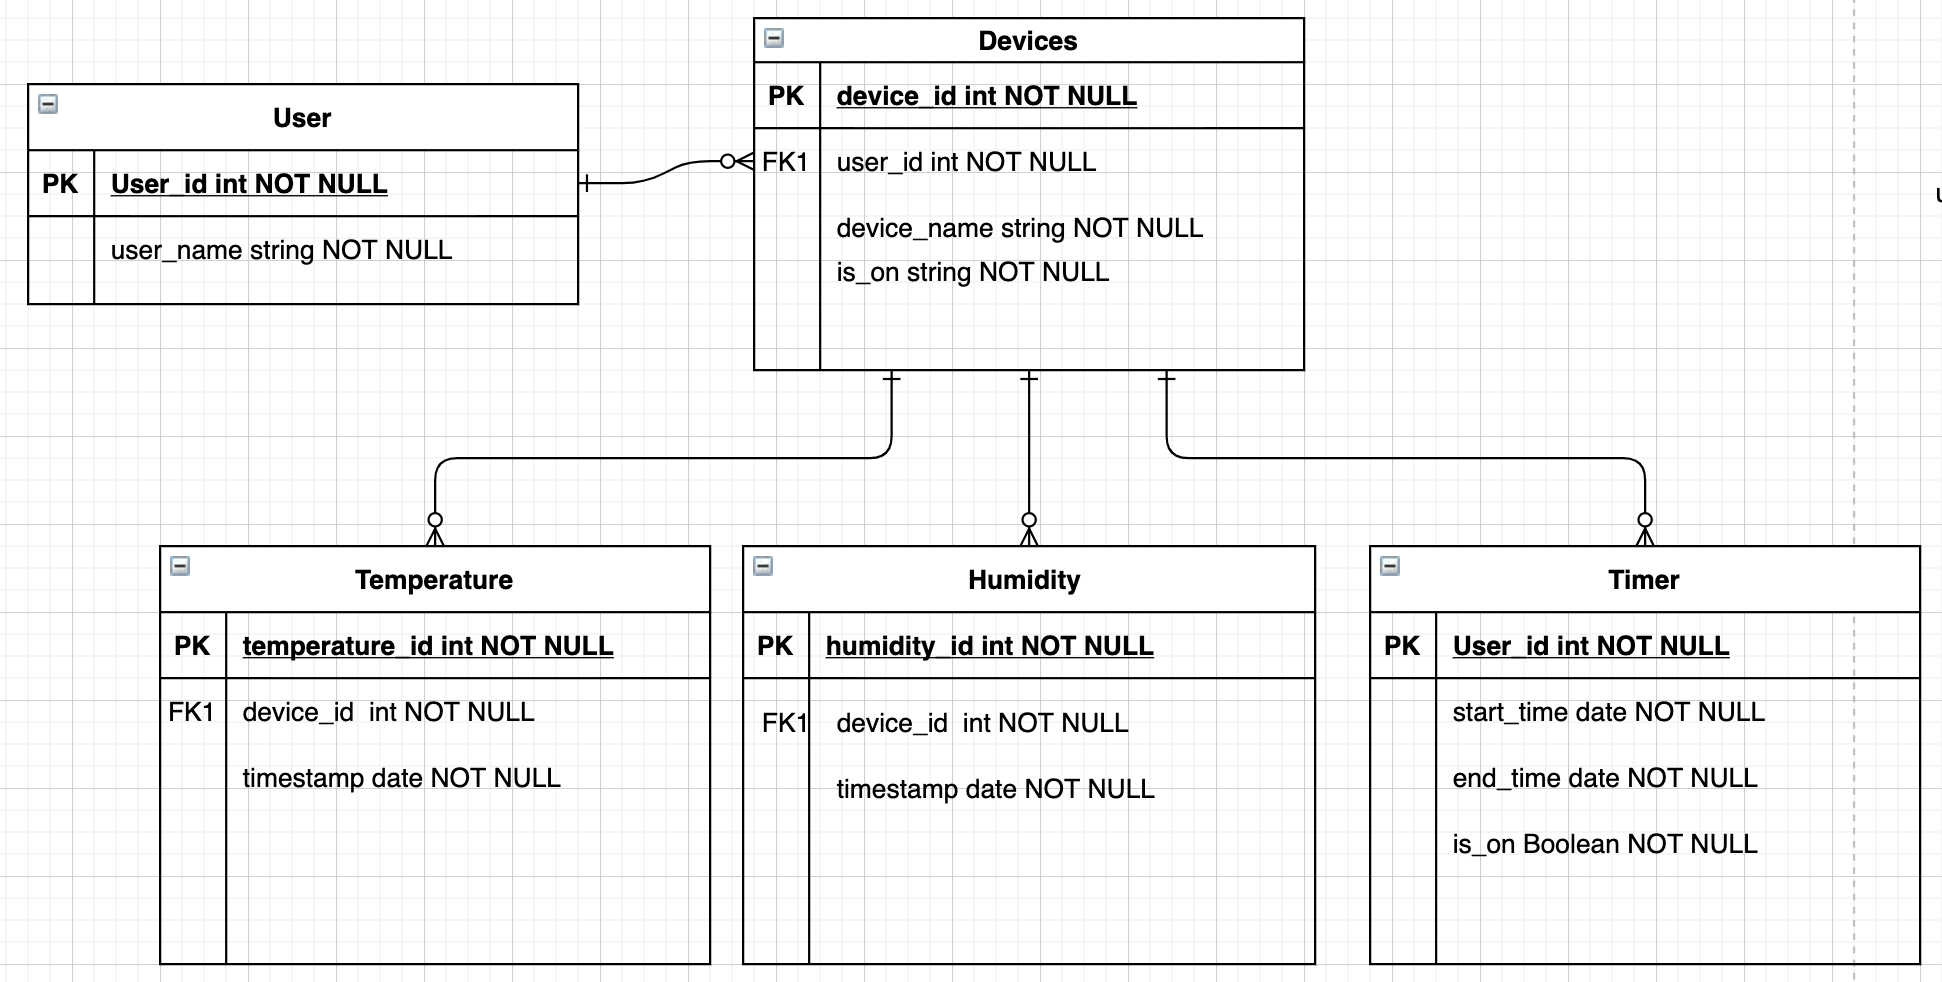 Devices
PK device_id int NOT NULL
FK1 user_id int NOT NULL
device_name string NOT NULL
is_on string NOT NULL
User
PK User_id int NOT NULL
user_name string NOT NULL
Temperature
PK temperature_id int NOT NULL
FK1 device_id int NOT NULL
timestamp date NOT NULL
Humidity
PK humidity_id int NOT NULL
FK1 device_id int NOT NULL
timestamp date NOT NULL
Timer
PK User_id int NOT NULL
start_time date NOT NULL
end_time date NOT NULL
is_on Boolean NOT NULL